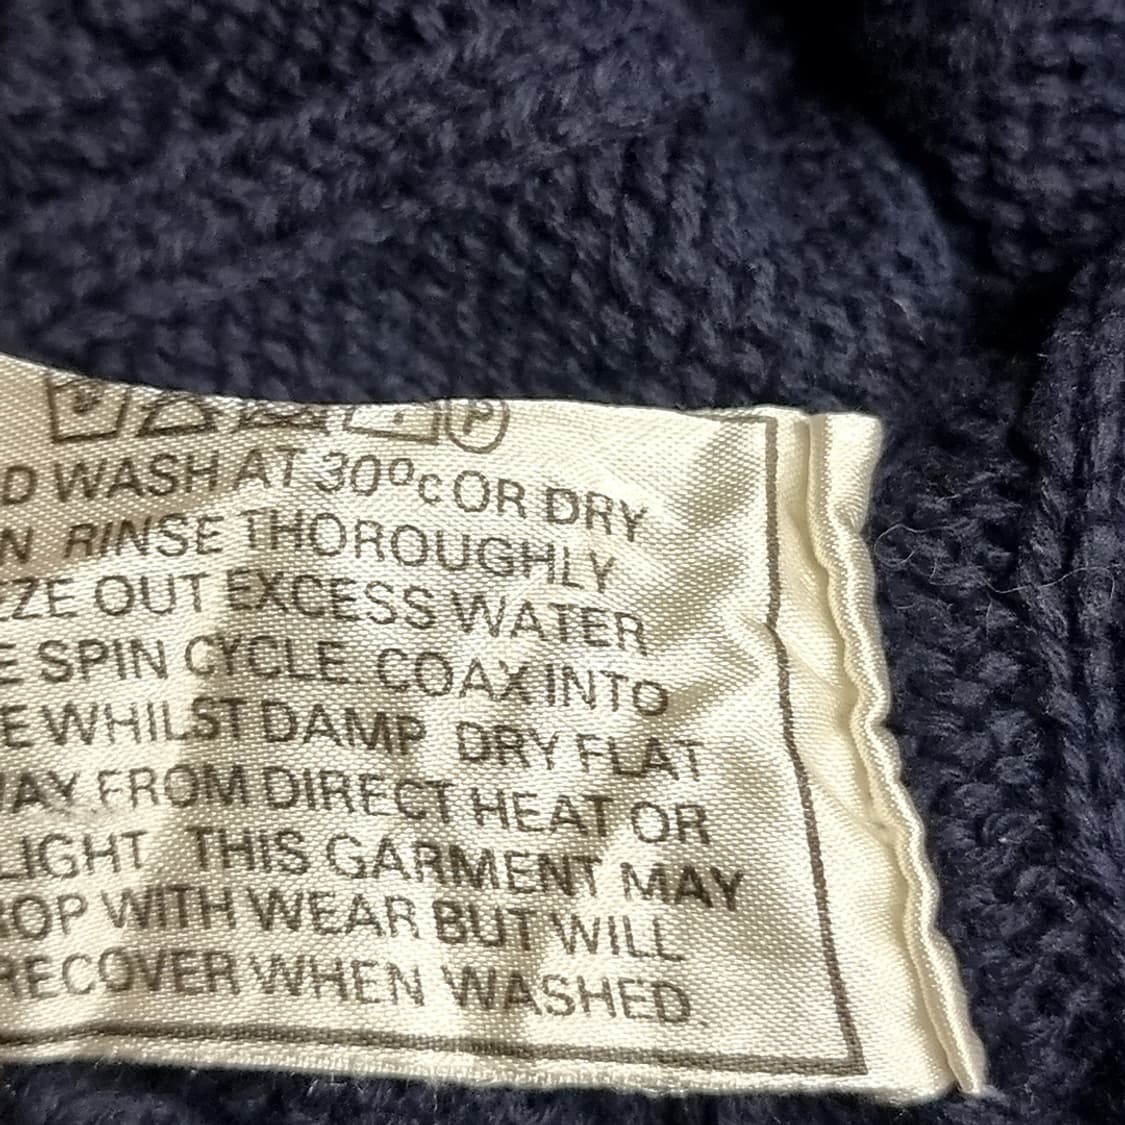 P
D WASH AT 30ºc OR DRY
N RINSE THOROUGHLY
ZE OUT EXCESS WATER
E SPIN CYCLE. COAX INTO
E WHILST DAMP DRY FLAT
AY FROM DIRECT HEAT OR
LIGHT THIS GARMENT MAY
OP WITH WEAR BUT WILL
RECOVER WHEN WASHED.